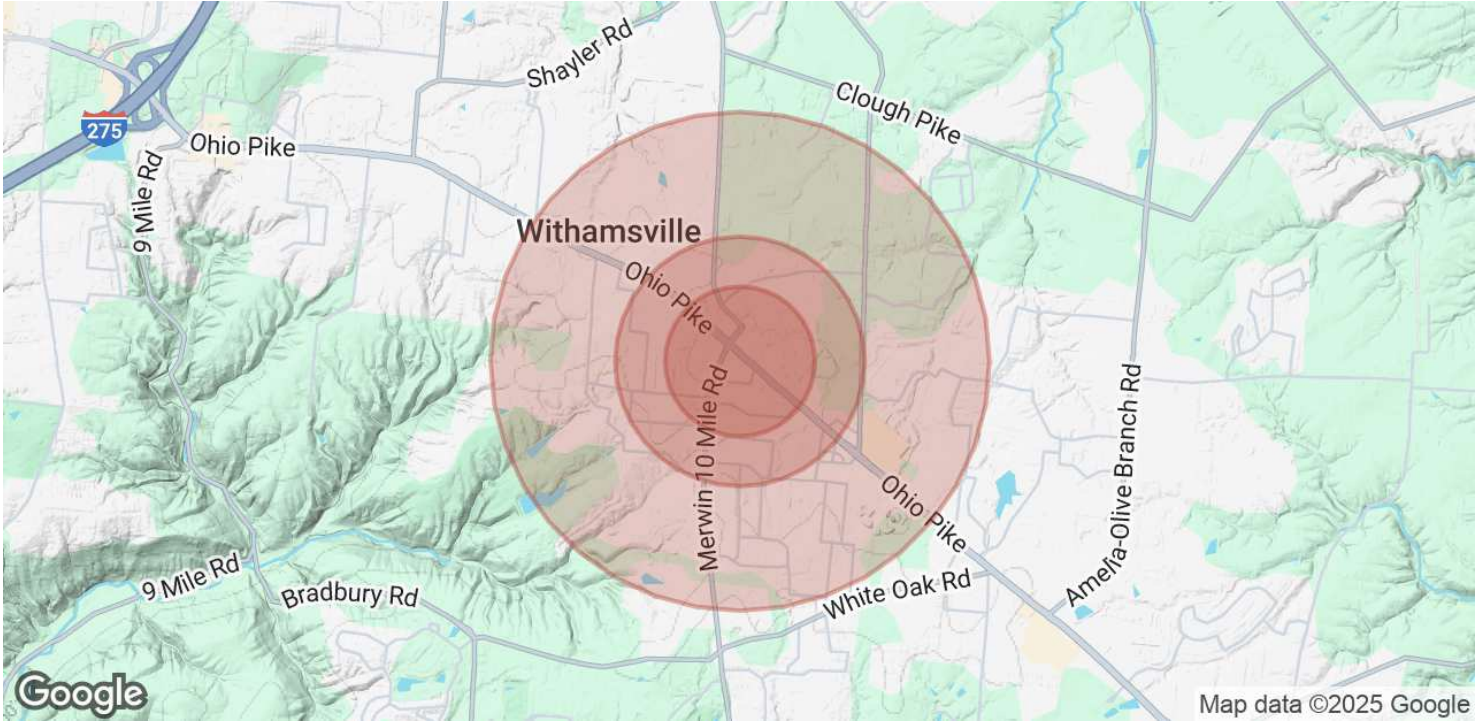 Shayler Rd
Clough Pike
275
Ohio Pike
9 Mile Rd
Withamsville
Ohio Pike
Merwin 10 Mile Rd
Ohio Pike
Amelia-Olive Branch Rd
9 Mile Rd
Bradbury Rd
White Oak Rd
Google
Map data ©2025 Google